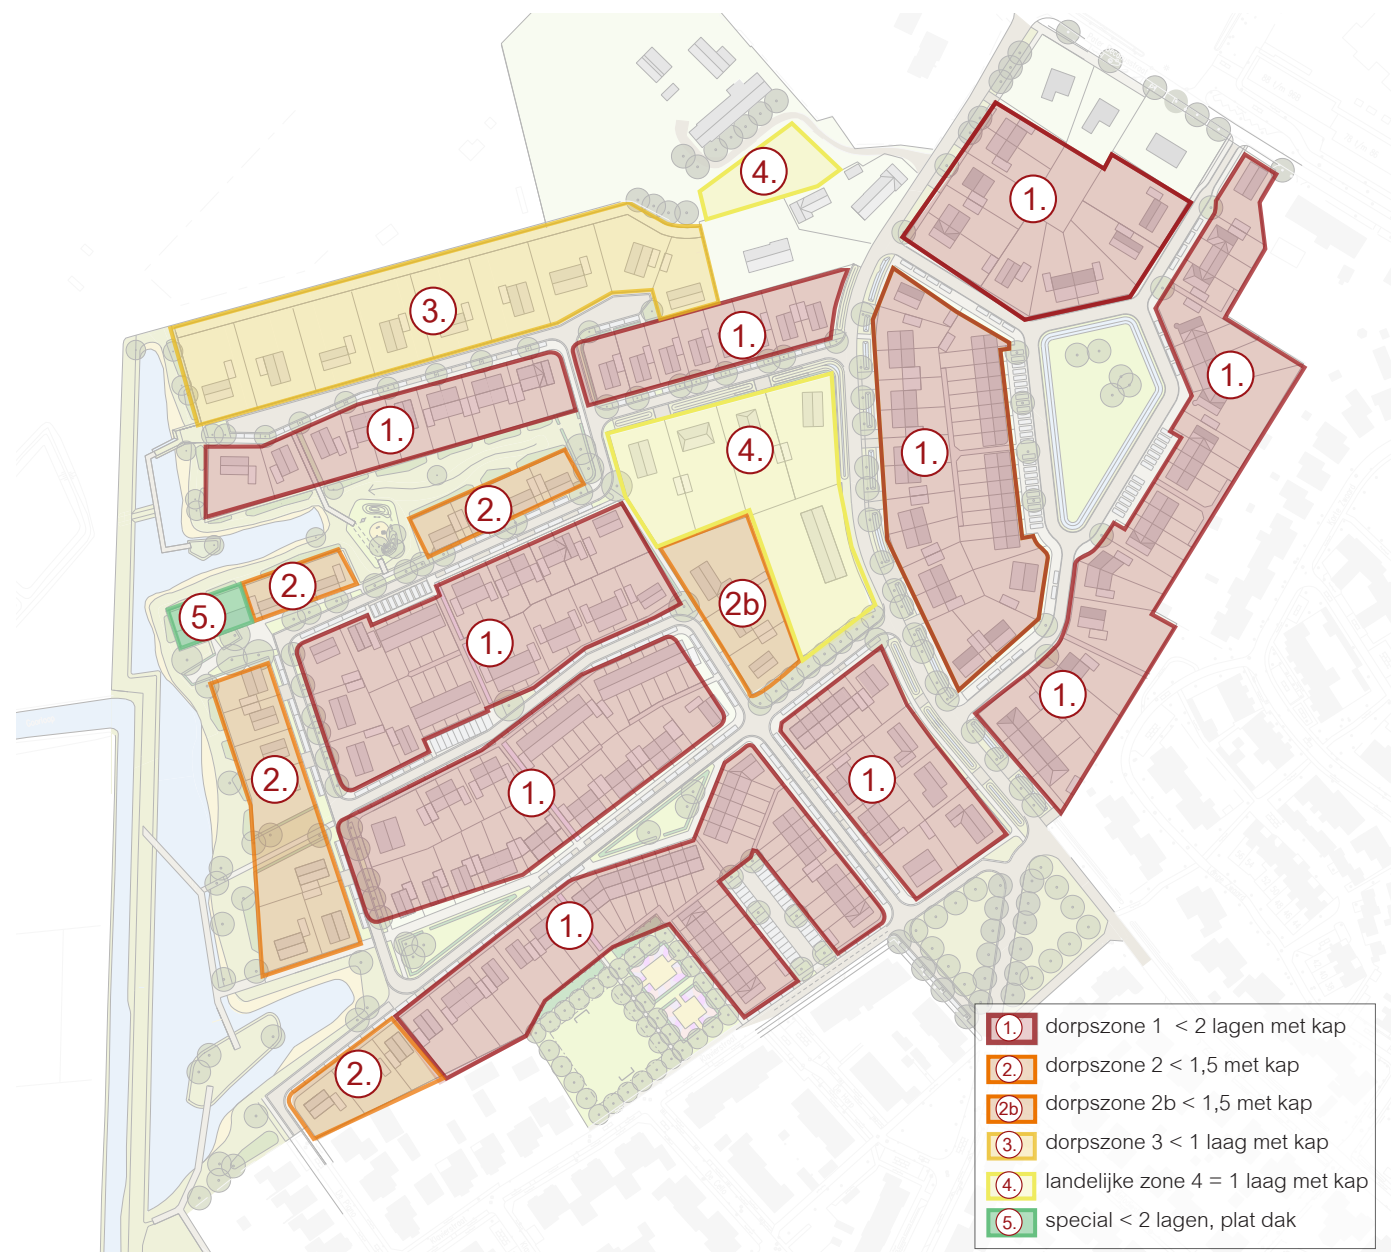 4.
1.
3.
1.
1.
1.
4.
1.
2.
2.
5.
2b
1.
1.
2.
1.
1.
1.
2.
1. dorpszone 1 < 2 lagen met kap
2. dorpszone 2 < 1,5 met kap
2b dorpszone 2b < 1,5 met kap
3. dorpszone 3 < 1 laag met kap
4. landelijke zone 4 = 1 laag met kap
5. special < 2 lagen, plat dak